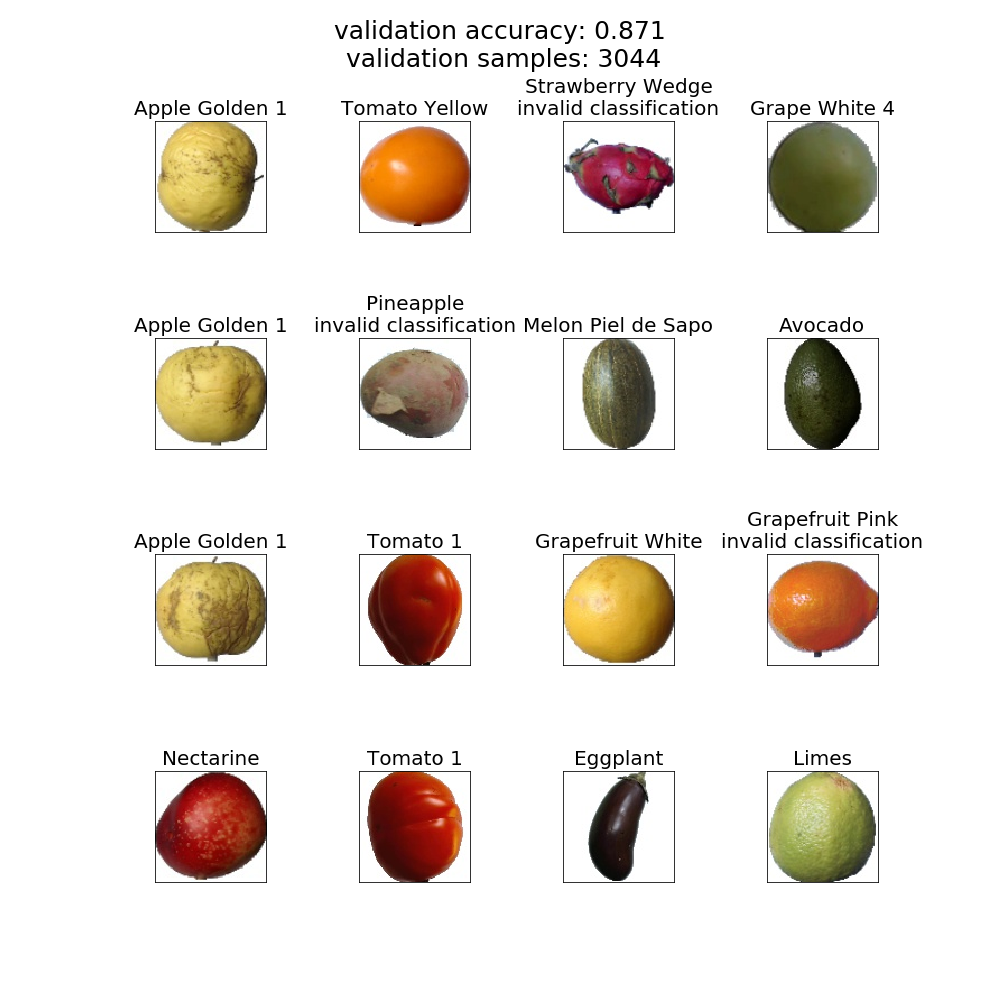 validation accuracy: 0.871
validation samples: 3044
Apple Golden 1
Tomato Yellow
Strawberry Wedge
invalid classification
Grape White 4
Apple Golden 1
Pineapple
invalid classification
Melon Piel de Sapo
Avocado
Apple Golden 1
Tomato 1
Grapefruit White
Grapefruit Pink
invalid classification
Nectarine
Tomato 1
Eggplant
Limes